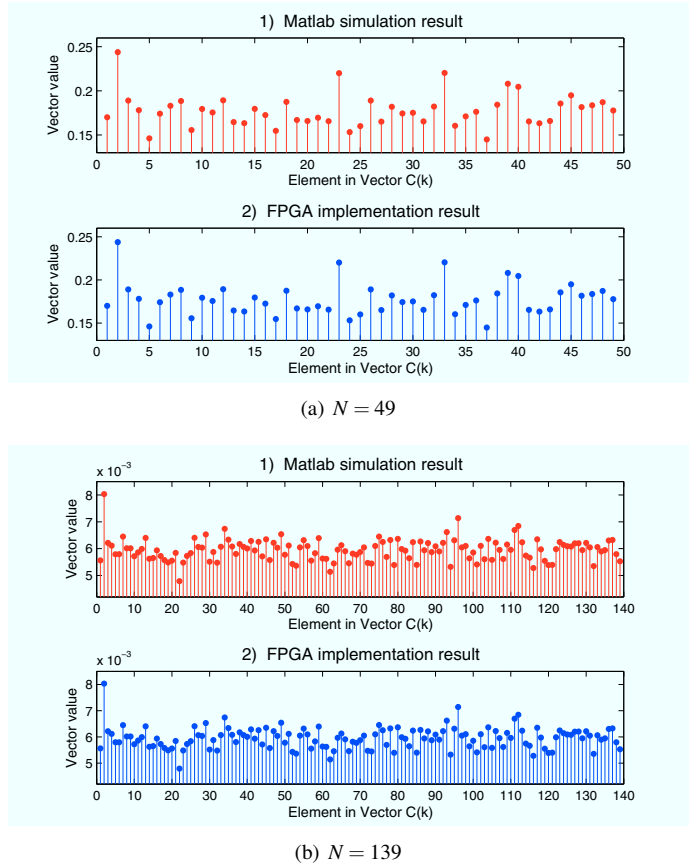 1) Matlab simulation result
Vector value
0.25
0.2
0.15
0 5 10 15 20 25 30 35 40 45 50
Element in Vector C(k)
2) FPGA implementation result
Vector value
0.25
0.2
0.15
0 5 10 15 20 25 30 35 40 45 50
Element in Vector C(k)
(a) N = 49
x 10⁻³
1) Matlab simulation result
Vector value
8
7
6
5
0 10 20 30 40 50 60 70 80 90 100 110 120 130 140
Element in Vector C(k)
x 10⁻³
2) FPGA implementation result
Vector value
8
7
6
5
0 10 20 30 40 50 60 70 80 90 100 110 120 130 140
Element in Vector C(k)
(b) N = 139